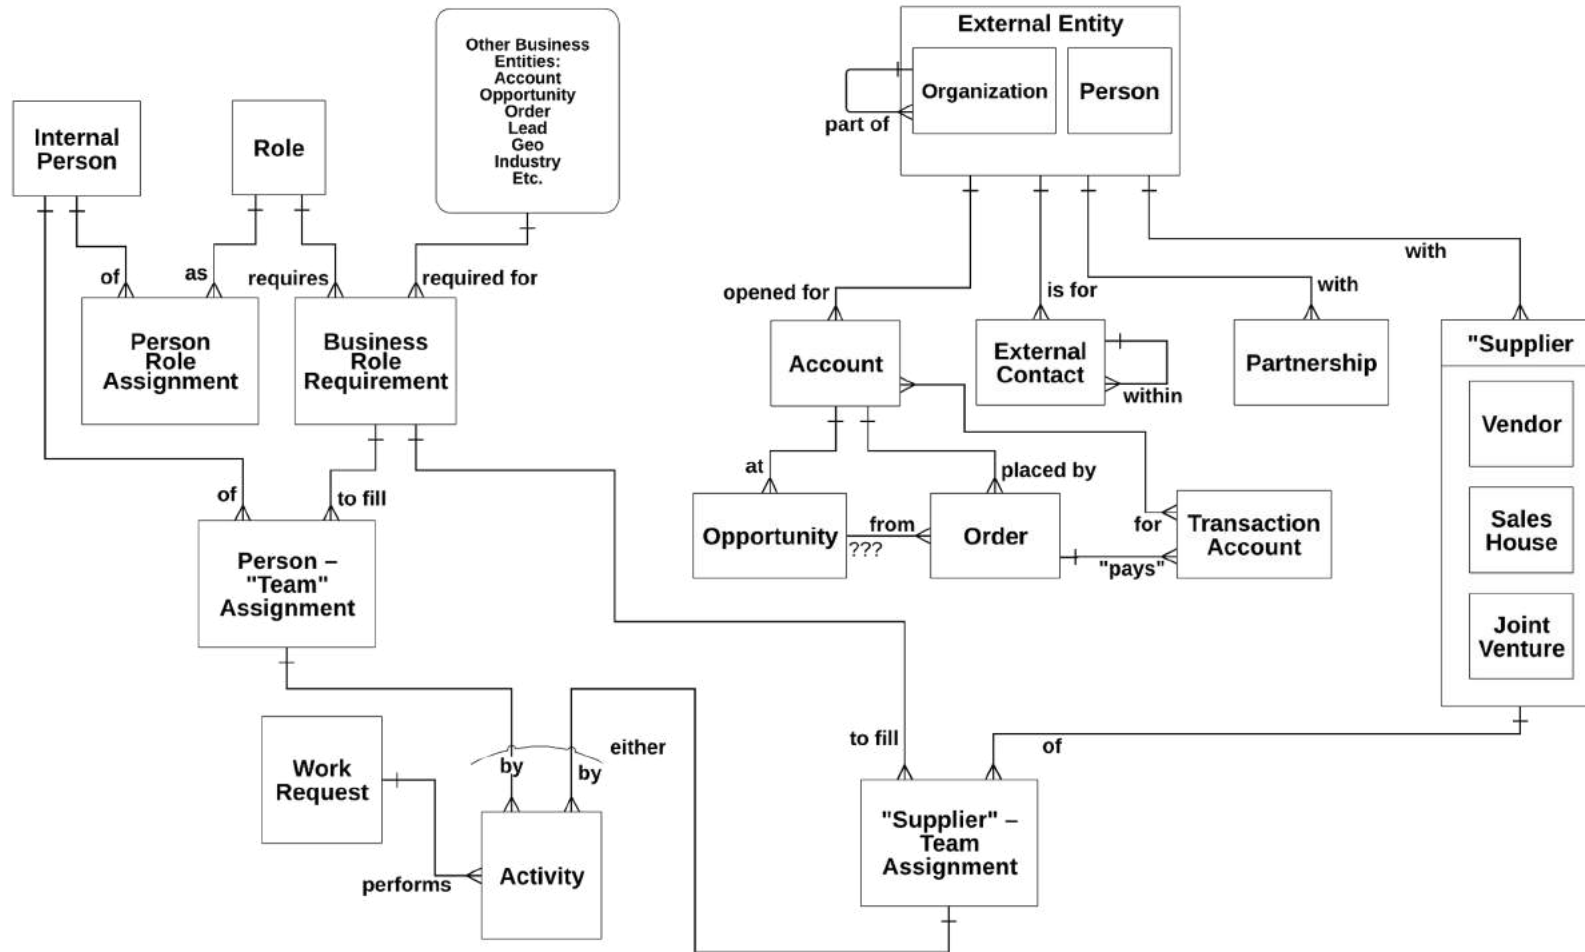 Other Business
Entities:
Account
Opportunity
Order
Lead
Geo
Industry
Etc.
External Entity
Organization
Person
part of
Internal
Person
Role
of
as
requires
required for
with
with
opened for
is for
Person
Role
Assignment
Business
Role
Requirement
Account
External
Contact
within
Partnership
"Supplier
Vendor
Sales
House
Joint
Venture
at
placed by
of
to fill
Opportunity
from
???
Order
"pays"
for
Transaction
Account
Person –
"Team"
Assignment
either
by
by
to fill
of
Work
Request
performs
Activity
"Supplier" –
Team
Assignment